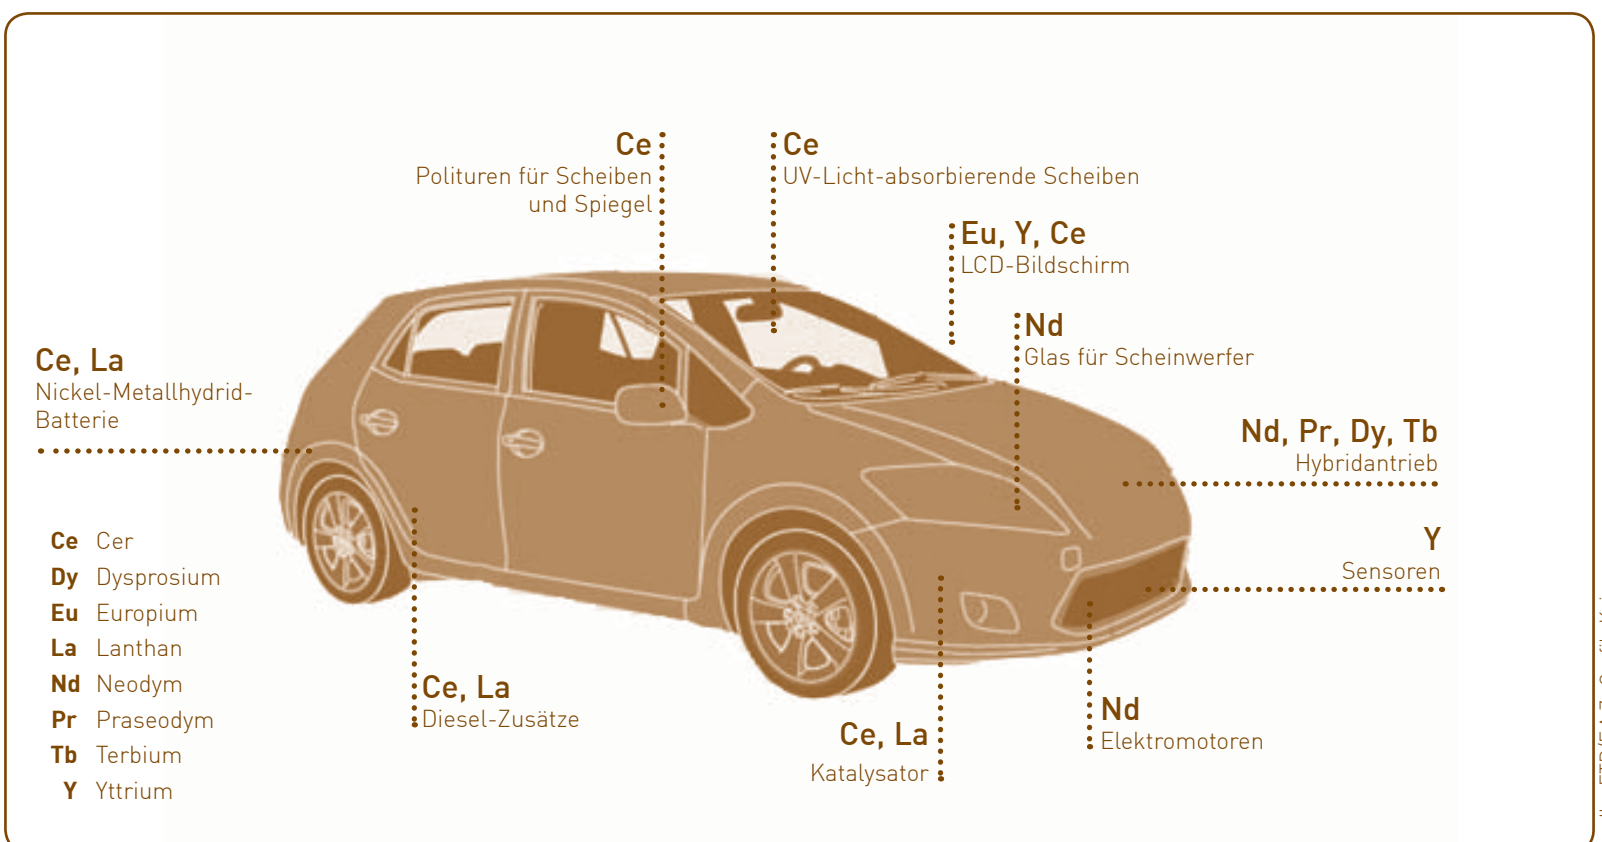 Ce
Polituren für Scheiben
und Spiegel
Ce
UV-Licht-absorbierende Scheiben
Eu, Y, Ce
LCD-Bildschirm
Nd
Glas für Scheinwerfer
Ce, La
Nickel-Metallhydrid-
Batterie
Nd, Pr, Dy, Tb
Hybridantrieb
Y
Sensoren
Ce Cer
Dy Dysprosium
Eu Europium
La Lanthan
Nd Neodym
Pr Praseodym
Tb Terbium
Y Yttrium
Ce, La
Diesel-Zusätze
Ce, La
Katalysator
Nd
Elektromotoren